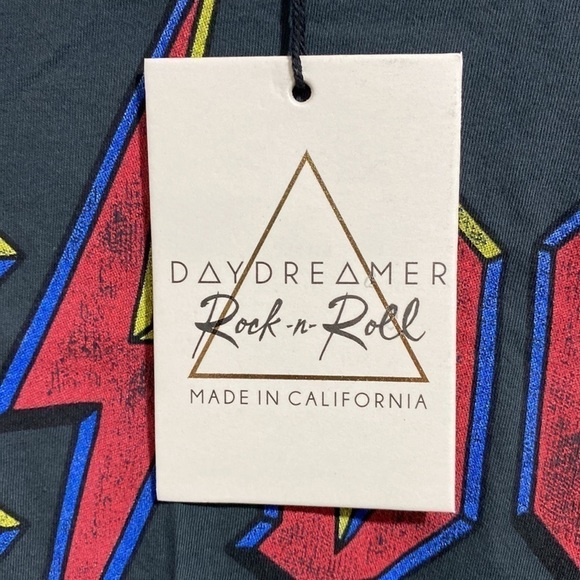 DAYDREAMER
Rock-n-Roll
MADE IN CALIFORNIA